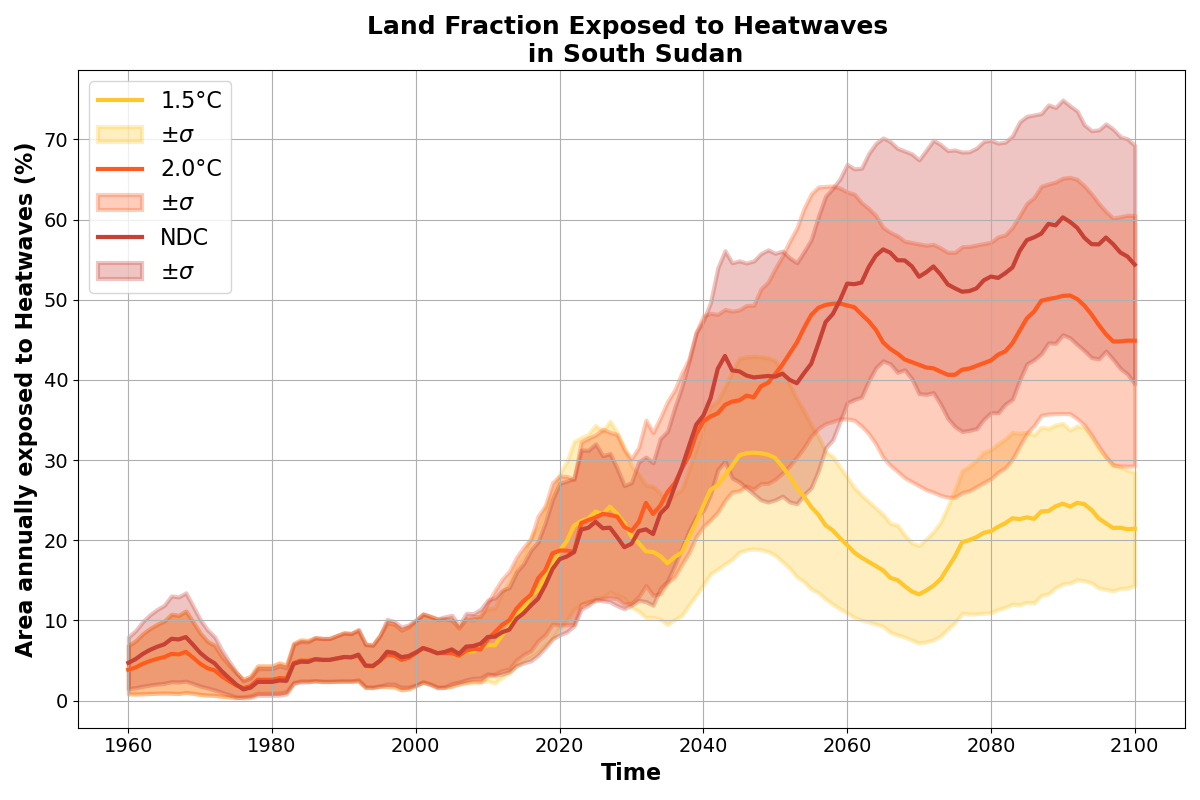 Land Fraction Exposed to Heatwaves
in South Sudan
Area annually exposed to Heatwaves (%)
70
60
50
40
30
20
10
0
1.5°C
±σ
2.0°C
±σ
NDC
±σ
1960 1980 2000 2020 2040 2060 2080 2100
Time